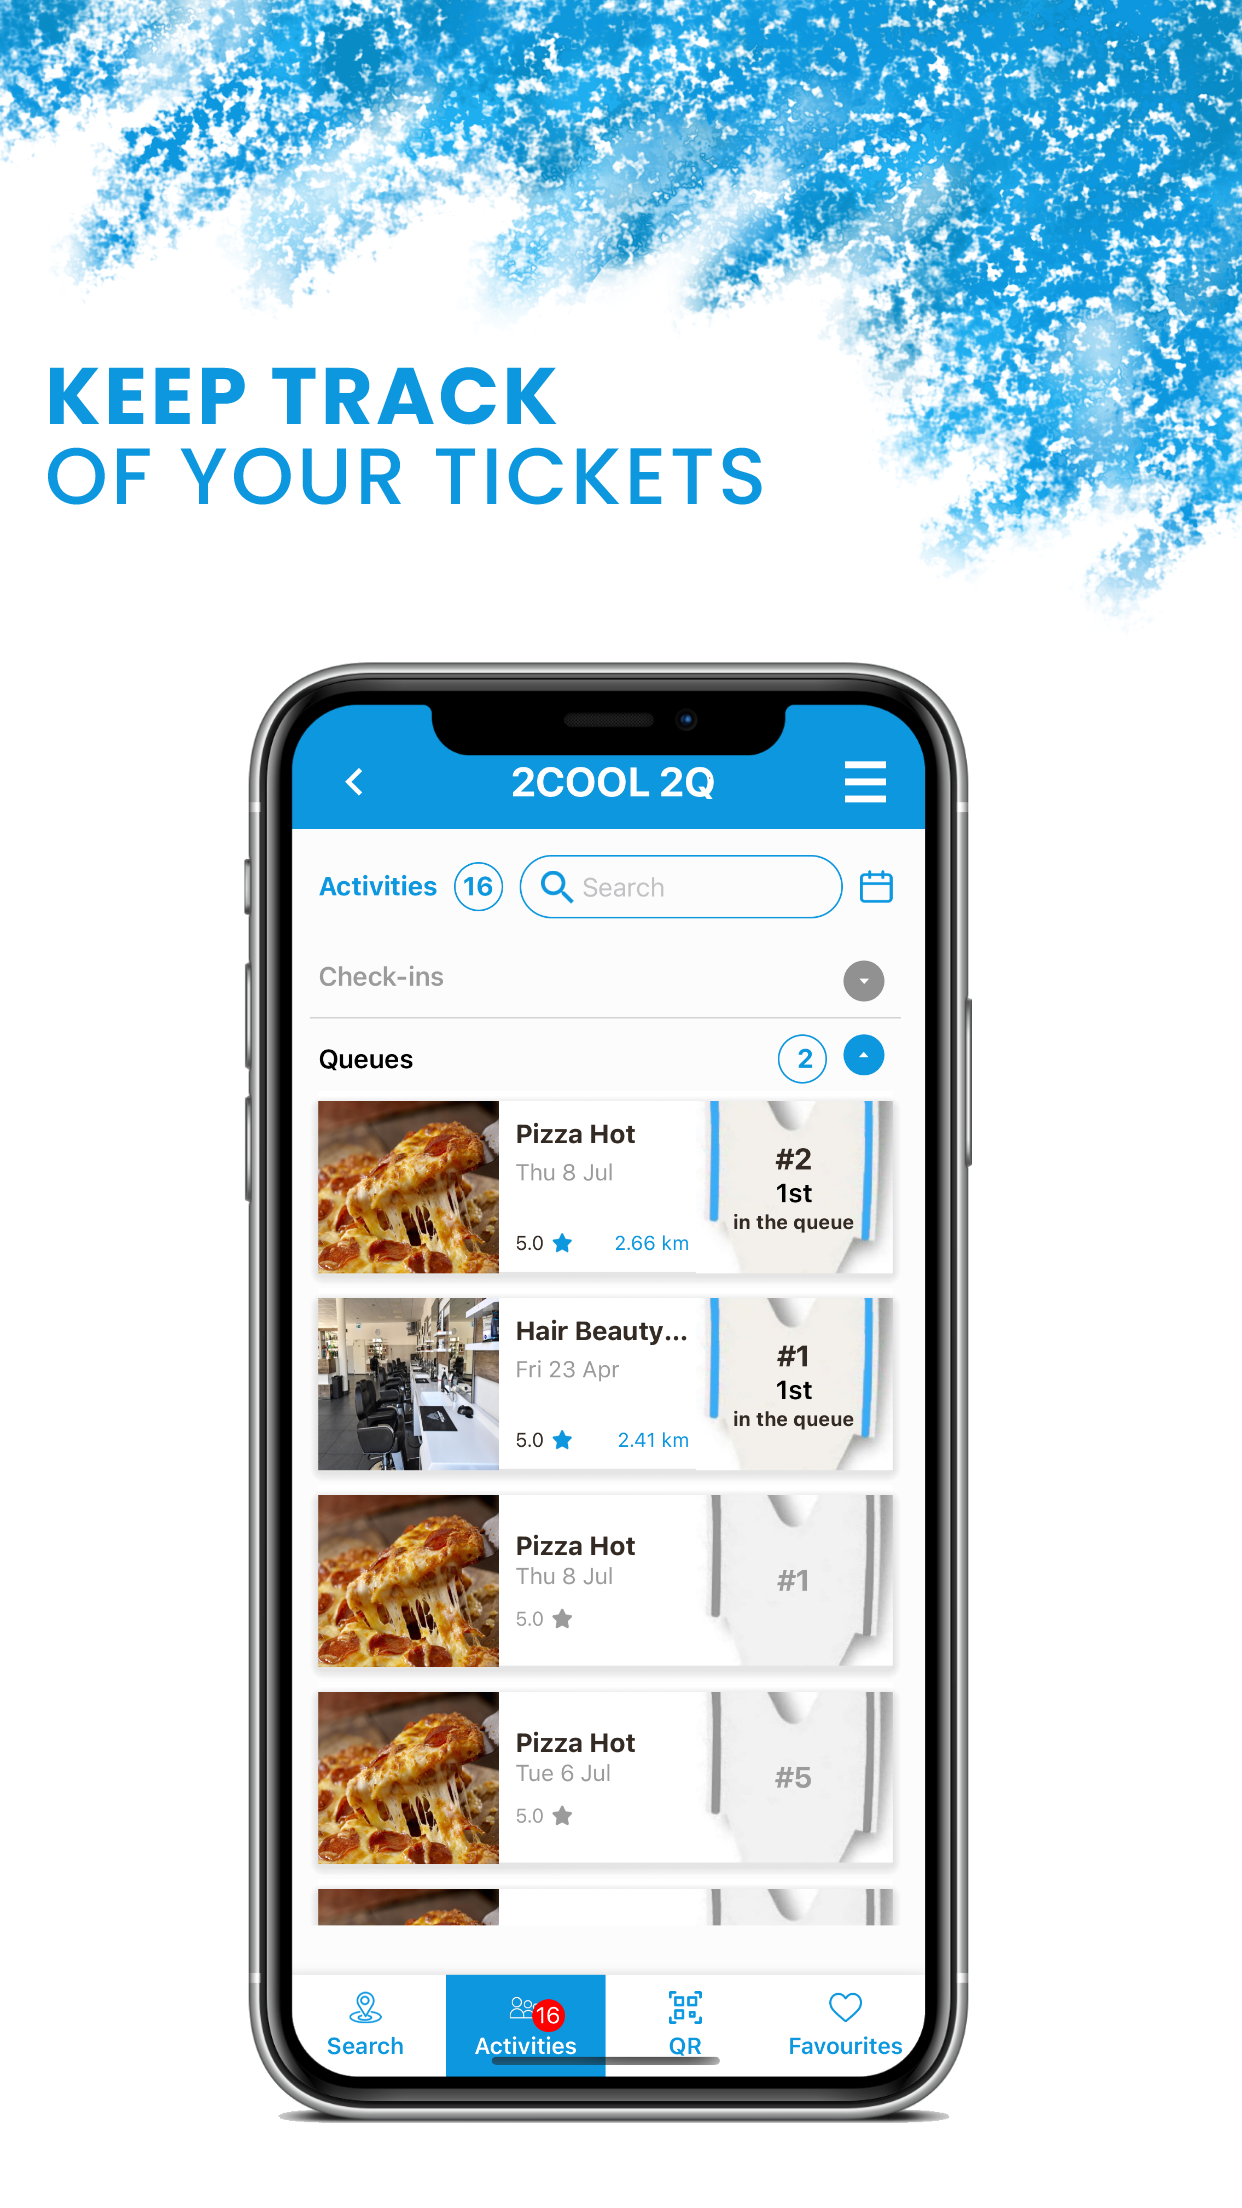 KEEP TRACK
OF YOUR TICKETS
2COOL 2Q
Activities 16 Search
Check-ins
Queues 2
Pizza Hot
Thu 8 Jul
5.0 2.66 km
#2
1st
in the queue
Hair Beauty...
Fri 23 Apr
5.0 2.41 km
#1
1st
in the queue
Pizza Hot
Thu 8 Jul
5.0
#1
Pizza Hot
Tue 6 Jul
5.0
#5
16
Search Activities QR Favourites